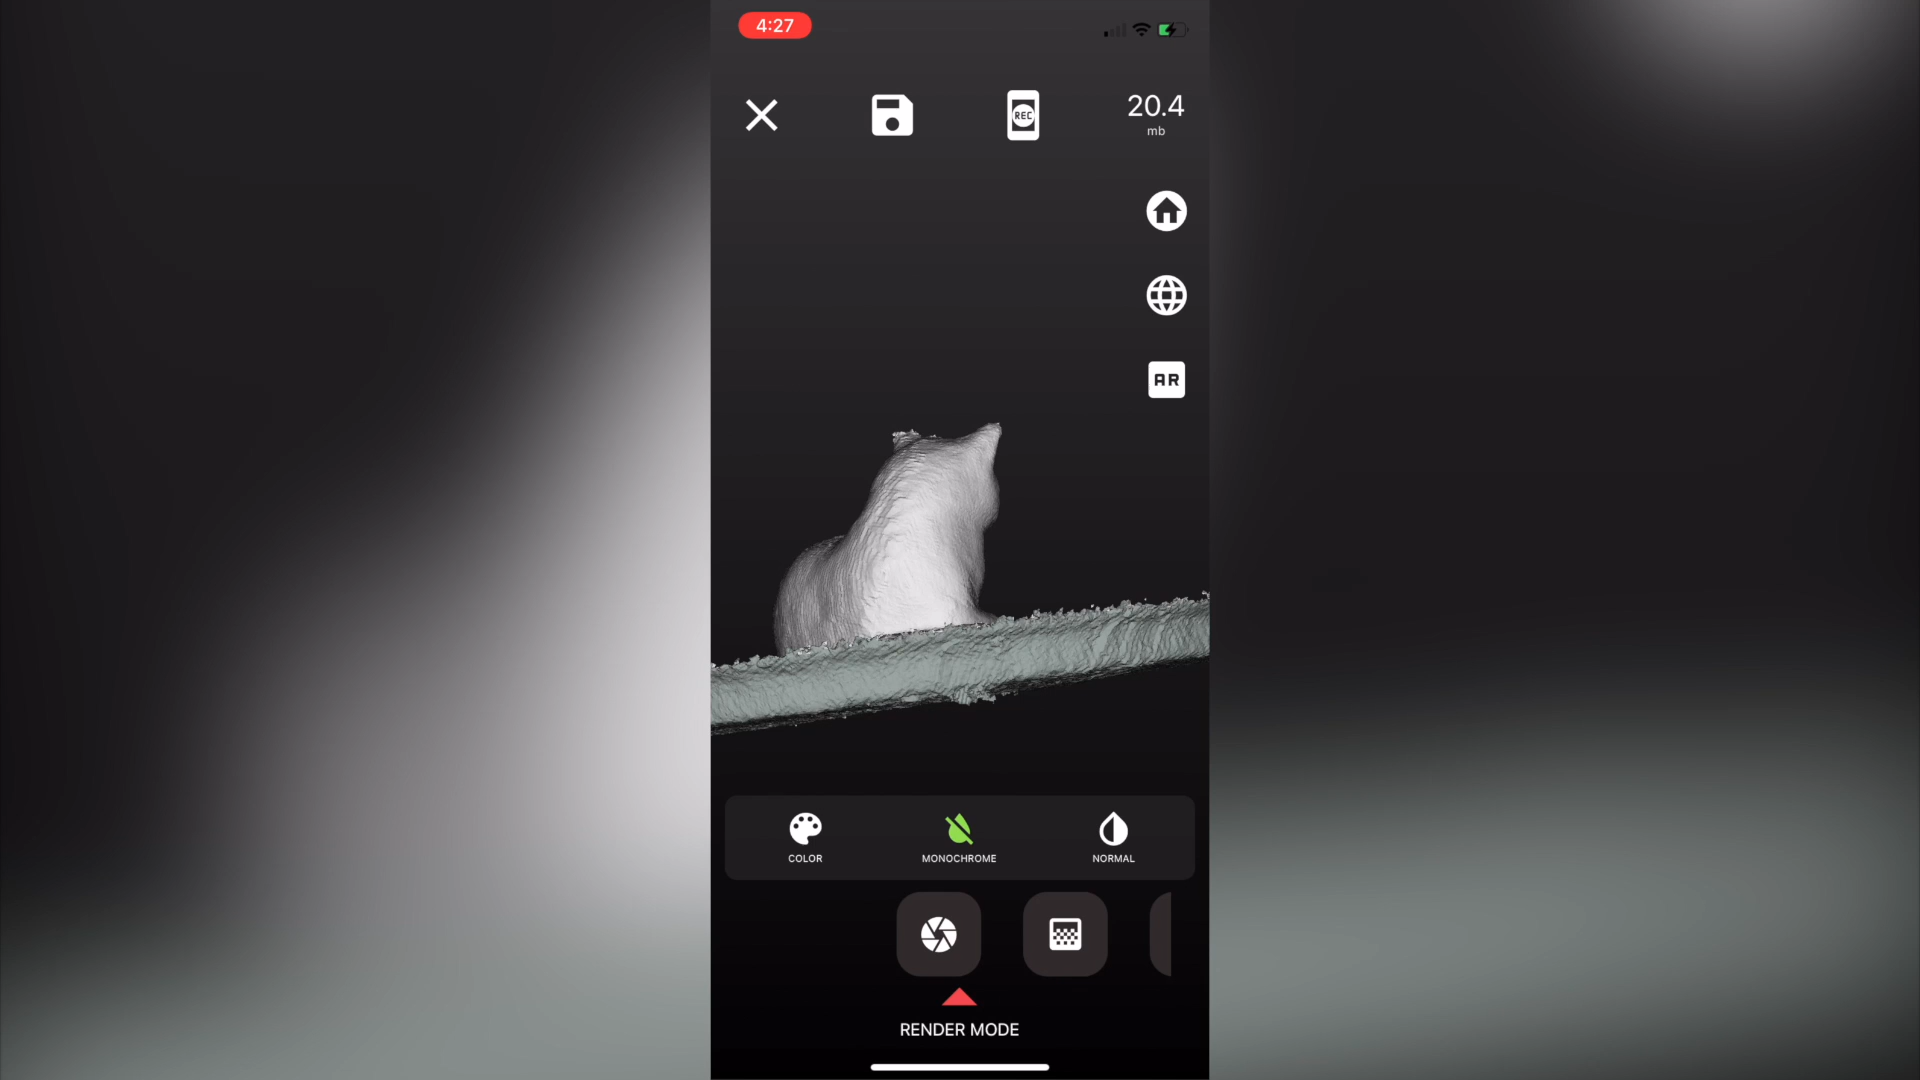 4:27
REC
20.4
mb
AR
COLOR
MONOCHROME
NORMAL
RENDER MODE